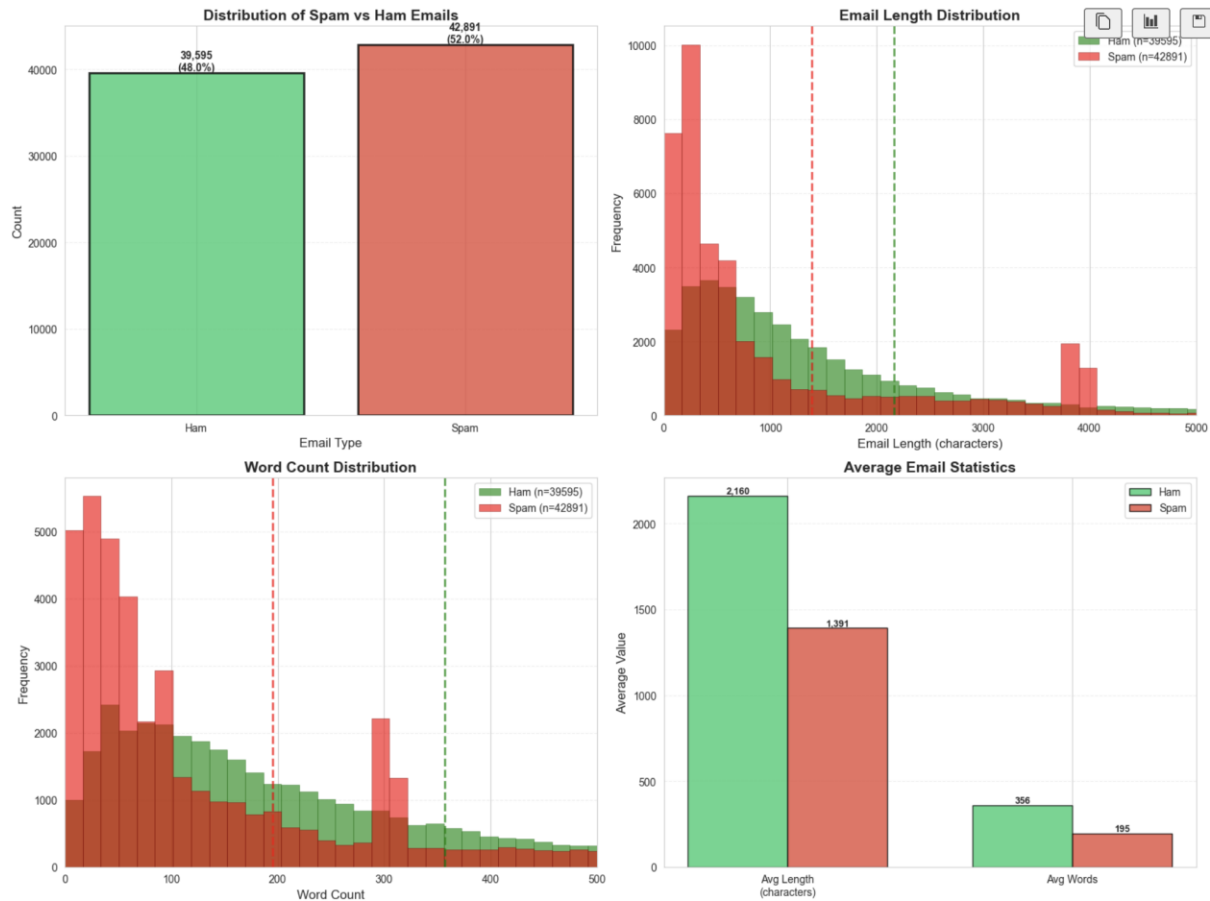 Distribution of Spam vs Ham Emails
42,891
(52.0%)
39,595
(48.0%)
40000
30000
20000
10000
0
Count
Ham
Spam
Email Type
Email Length Distribution
Ham (n=39595)
Spam (n=42891)
10000
8000
6000
4000
2000
0
Frequency
0
1000
2000
3000
4000
5000
Email Length (characters)
Word Count Distribution
Ham (n=39595)
Spam (n=42891)
5000
4000
3000
2000
1000
0
Frequency
0
100
200
300
400
500
Word Count
Average Email Statistics
Ham
Spam
2,160
1,391
356
195
2000
1500
1000
500
0
Average Value
Avg Length
(characters)
Avg Words